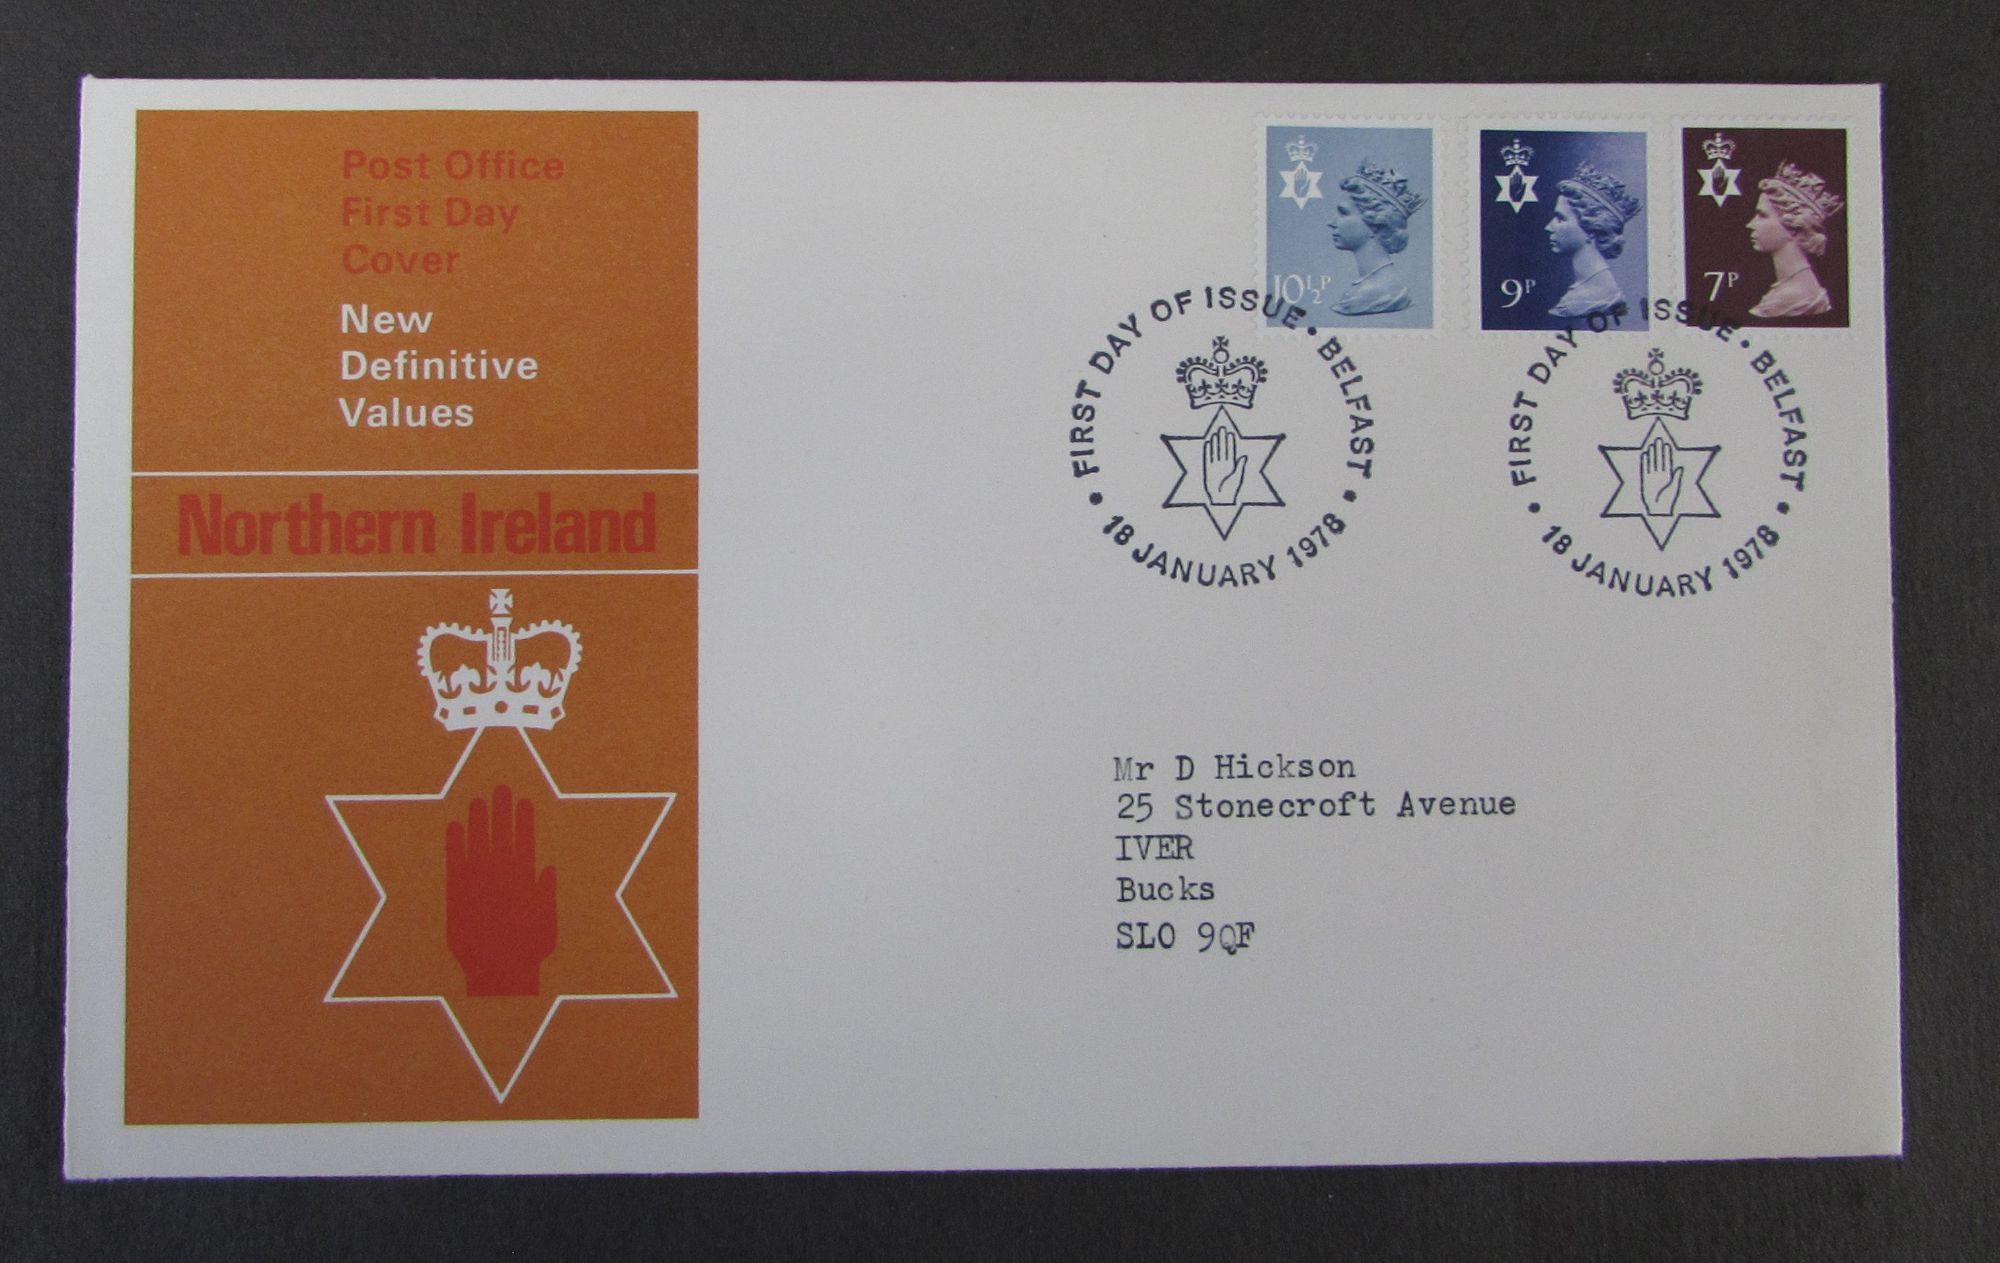 Post Office
First Day
Cover
New
Definitive
Values
Northern Ireland
10½P
9P
7P
FIRST DAY OF ISSUE • BELFAST •
18 JANUARY 1978 •
FIRST DAY OF ISSUE • BELFAST •
18 JANUARY 1978 •
Mr D Hickson
25 Stonecroft Avenue
IVER
Bucks
SLO 9QF